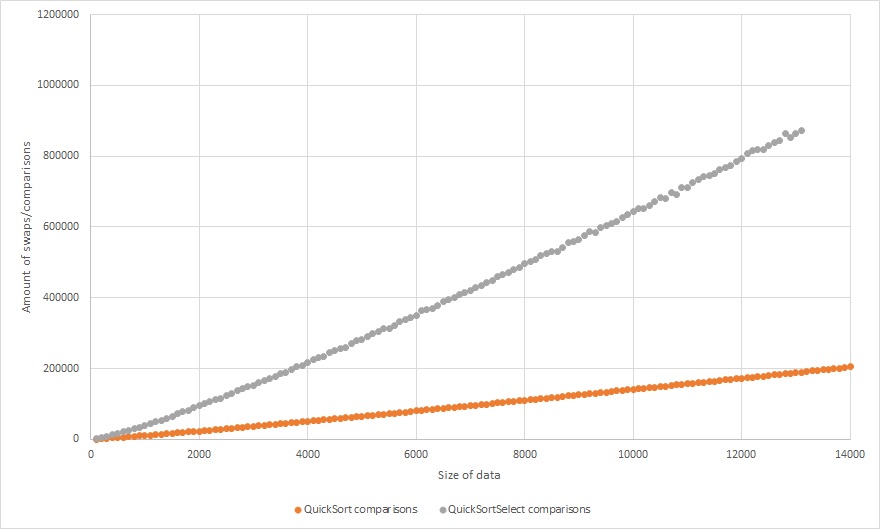 1200000
1000000
800000
600000
400000
200000
0
Amount of swaps/comparisons
0 2000 4000 6000 8000 10000 12000 14000
Size of data
QuickSort comparisons QuickSortSelect comparisons